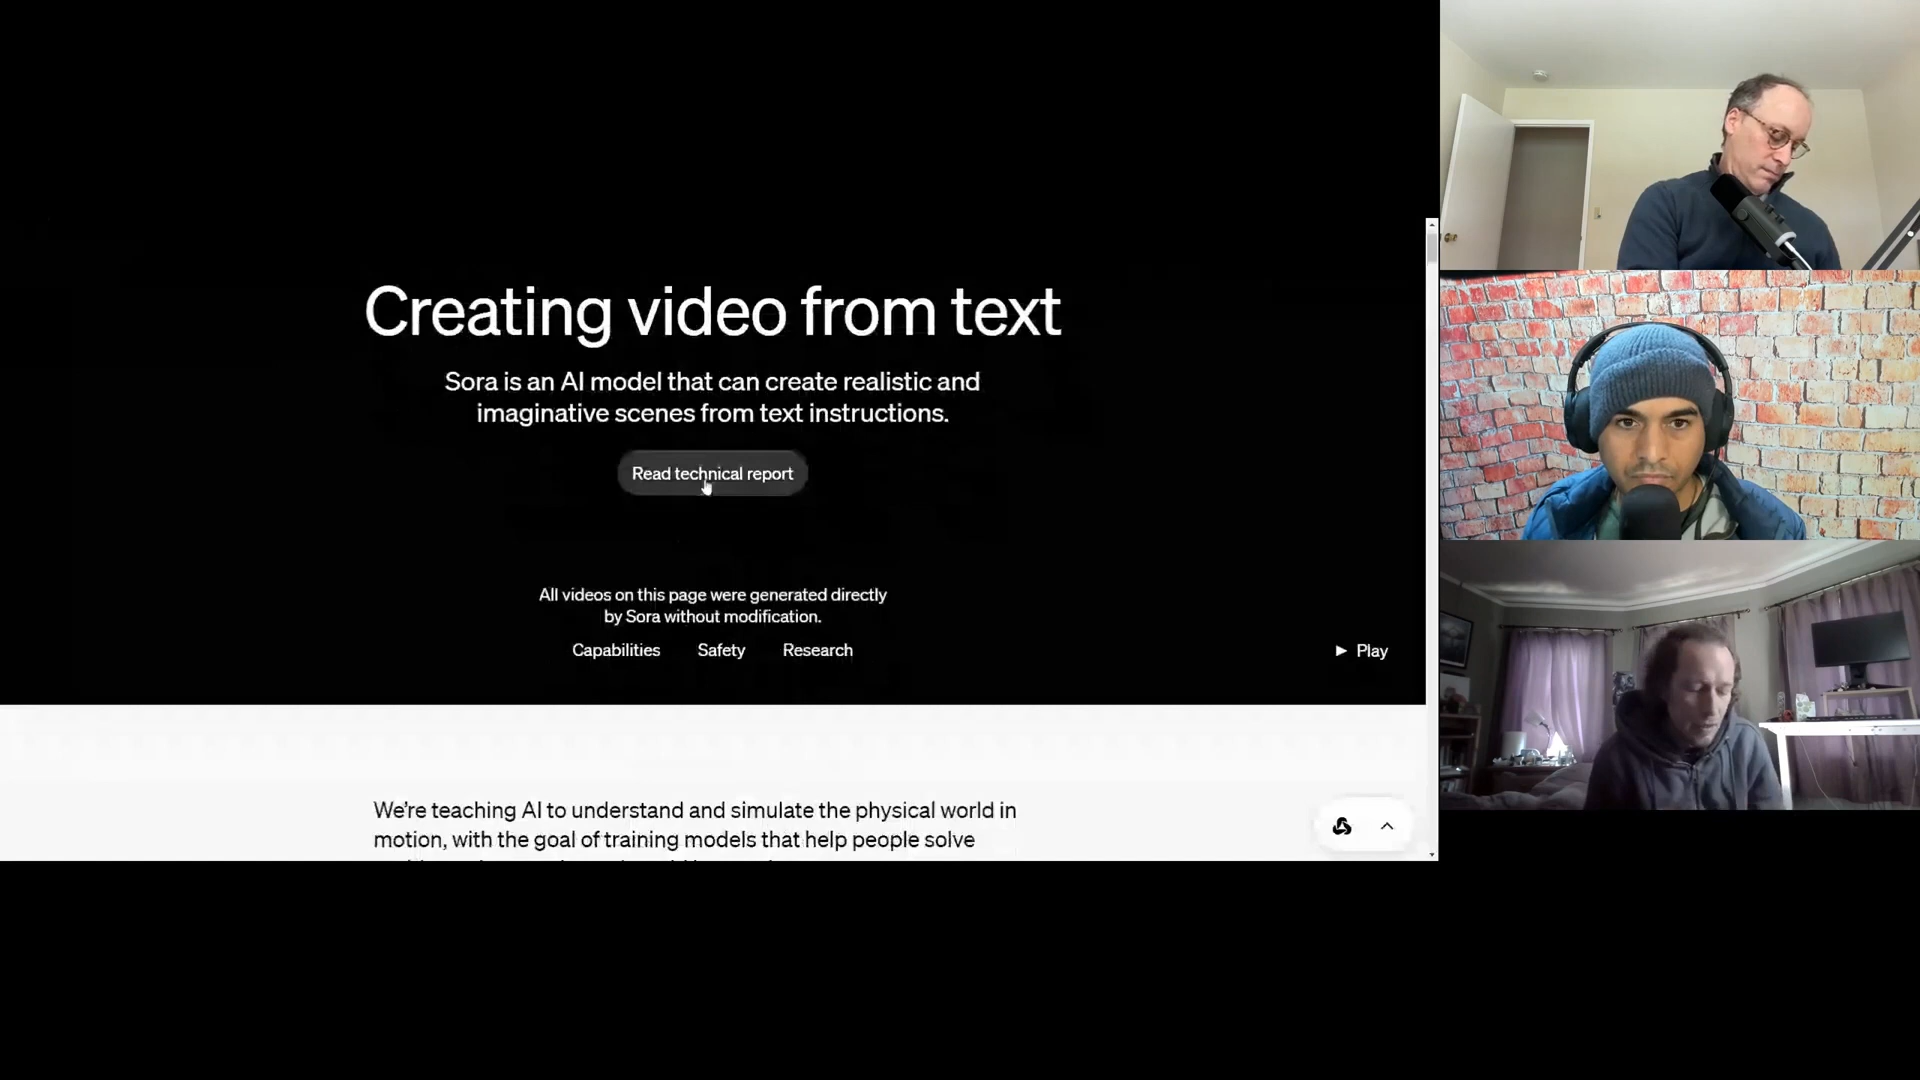 Creating video from text
Sora is an AI model that can create realistic and
imaginative scenes from text instructions.
Read technical report
All videos on this page were generated directly
by Sora without modification.
Capabilities Safety Research
Play
We're teaching AI to understand and simulate the physical world in
motion, with the goal of training models that help people solve